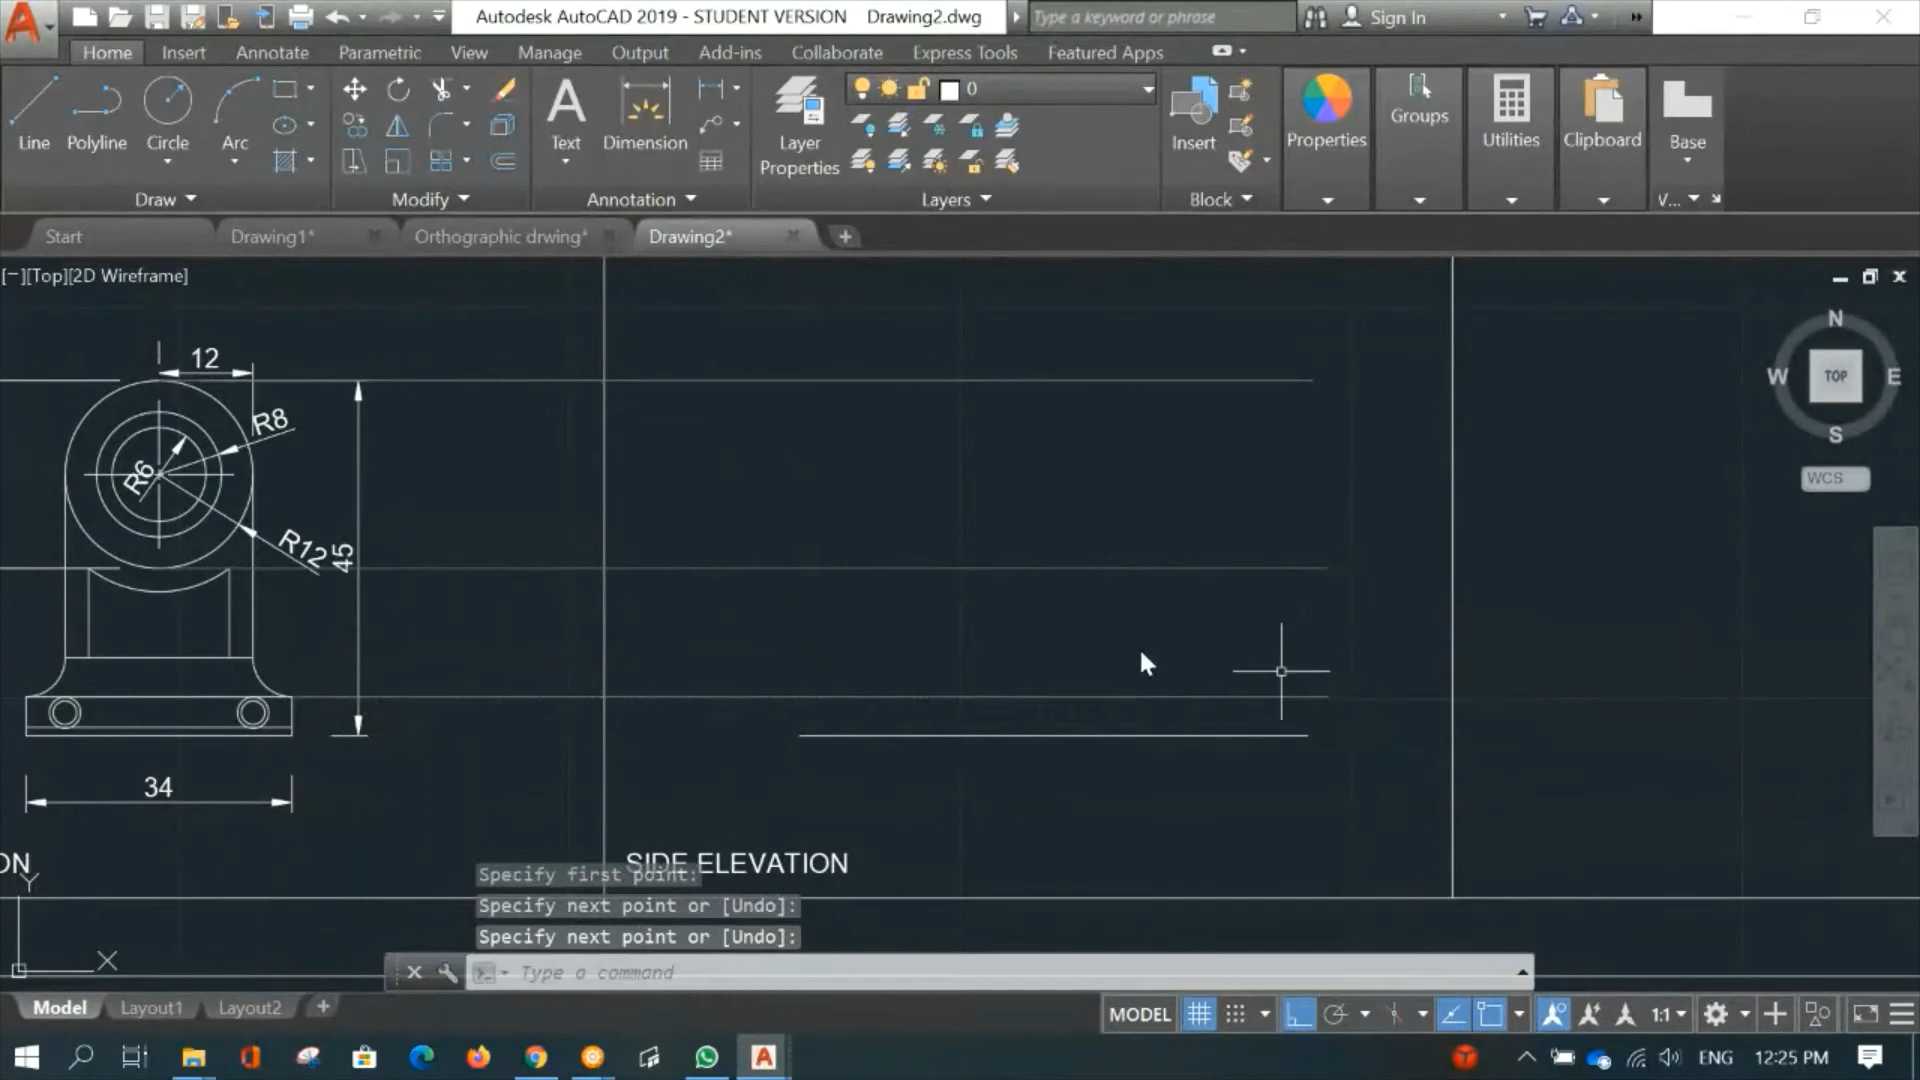 Autodesk AutoCAD 2019 - STUDENT VERSION Drawing2.dwg
Type a keyword or phrase
Sign In
Home Insert Annotate Parametric View Manage Output Add-ins Collaborate Express Tools Featured Apps
0
Line Polyline Circle Arc
Text Dimension
Layer Properties
Insert
Properties
Groups
Utilities
Clipboard
Base
Draw Modify Annotation Layers Block V...
Start Drawing1* Orthographic drwing* Drawing2*
[−][Top][2D Wireframe]
N
W TOP E
S
WCS
12
R8
R6
R12
45
34
ON
SIDE ELEVATION
Y
X
Specify first point:
Specify next point or [Undo]:
Specify next point or [Undo]:
Type a command
Model Layout1 Layout2
MODEL
1:1
ENG 12:25 PM